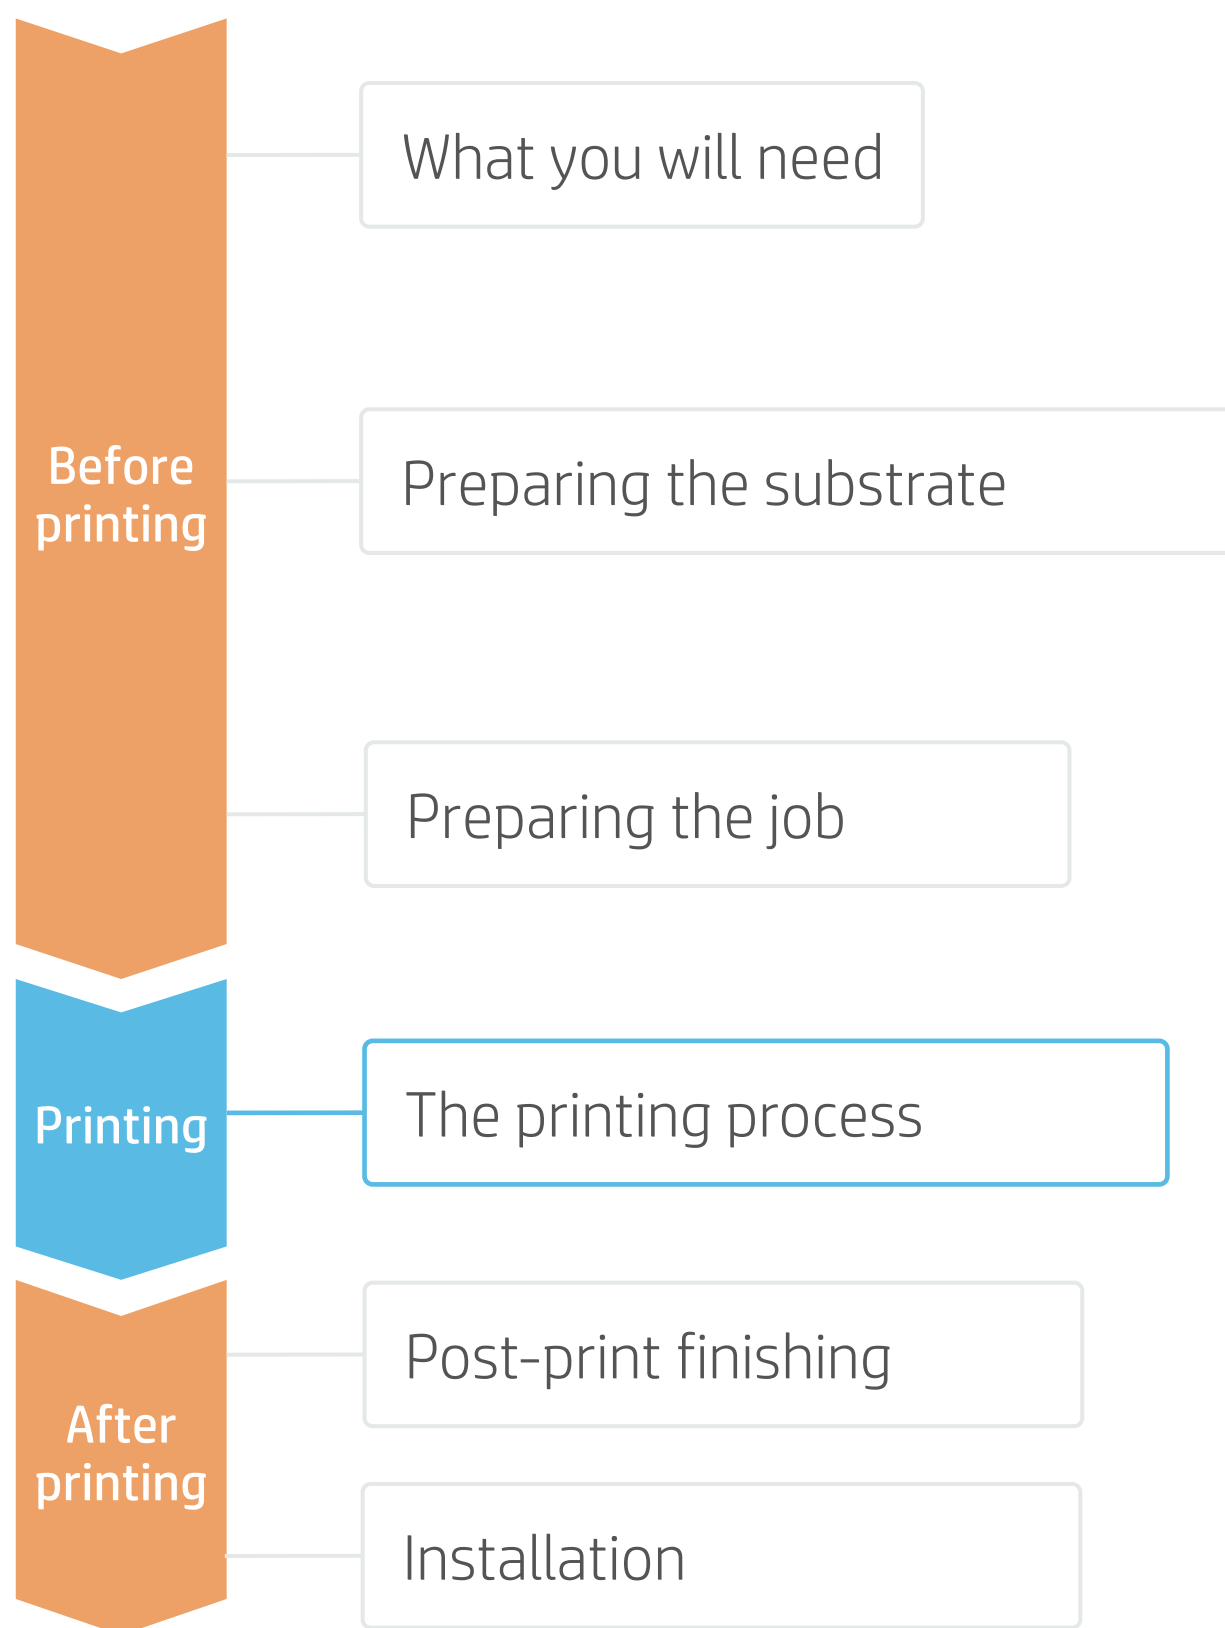 What you will need
Before
printing
Preparing the substrate
Preparing the job
Printing
The printing process
After
printing
Post-print finishing
Installation